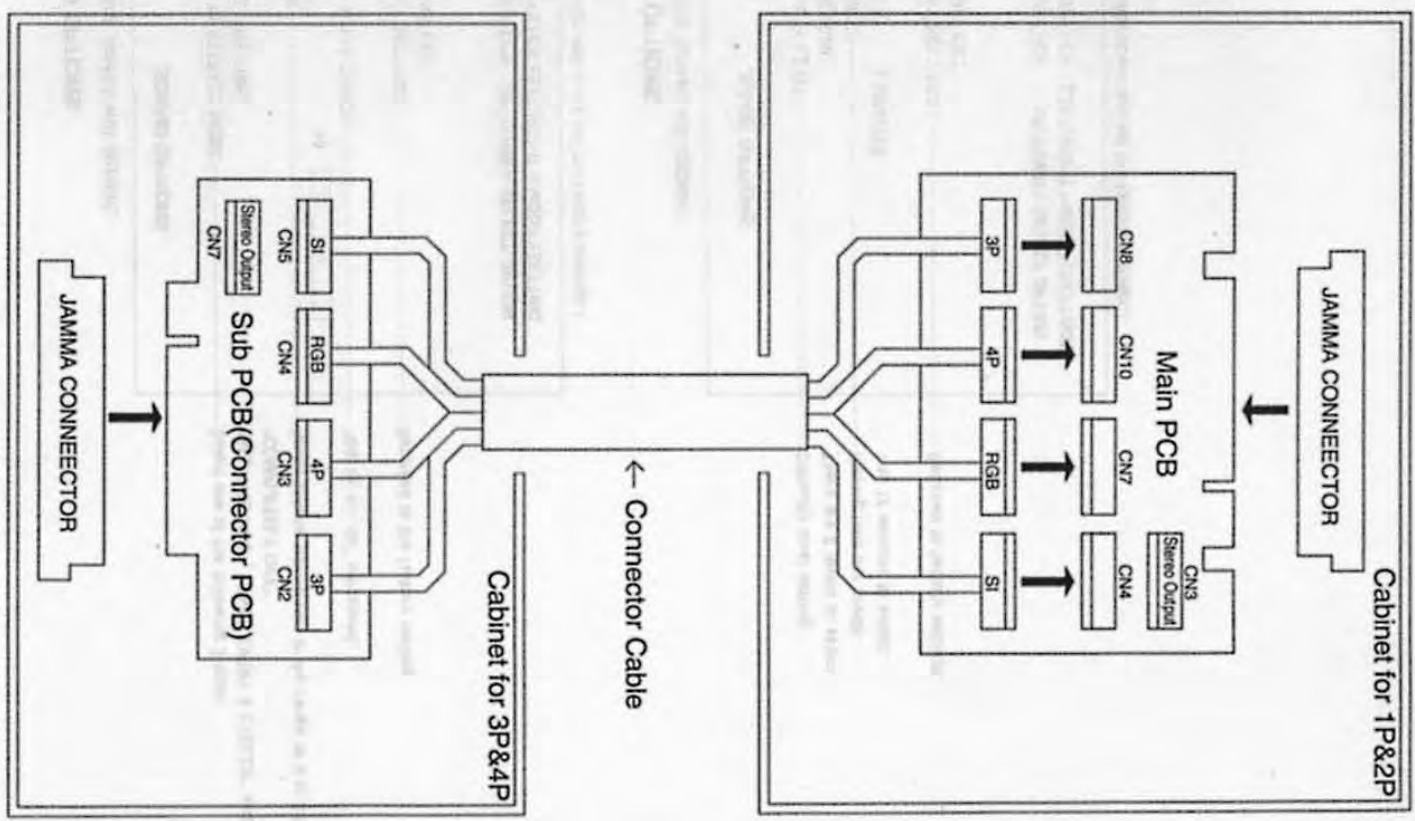 Cabinet for 1P&2P
JAMMA CONNEECTOR
CN3
Main PCB Stereo Output
CN8 CN10 CN7 CN4
3P 4P RGB SI
← Connector Cable
Cabinet for 3P&4P
SI RGB 4P 3P
CN5 CN4 CN3 CN2
Stereo Output Sub PCB(Connector PCB)
CN7
JAMMA CONNEECTOR